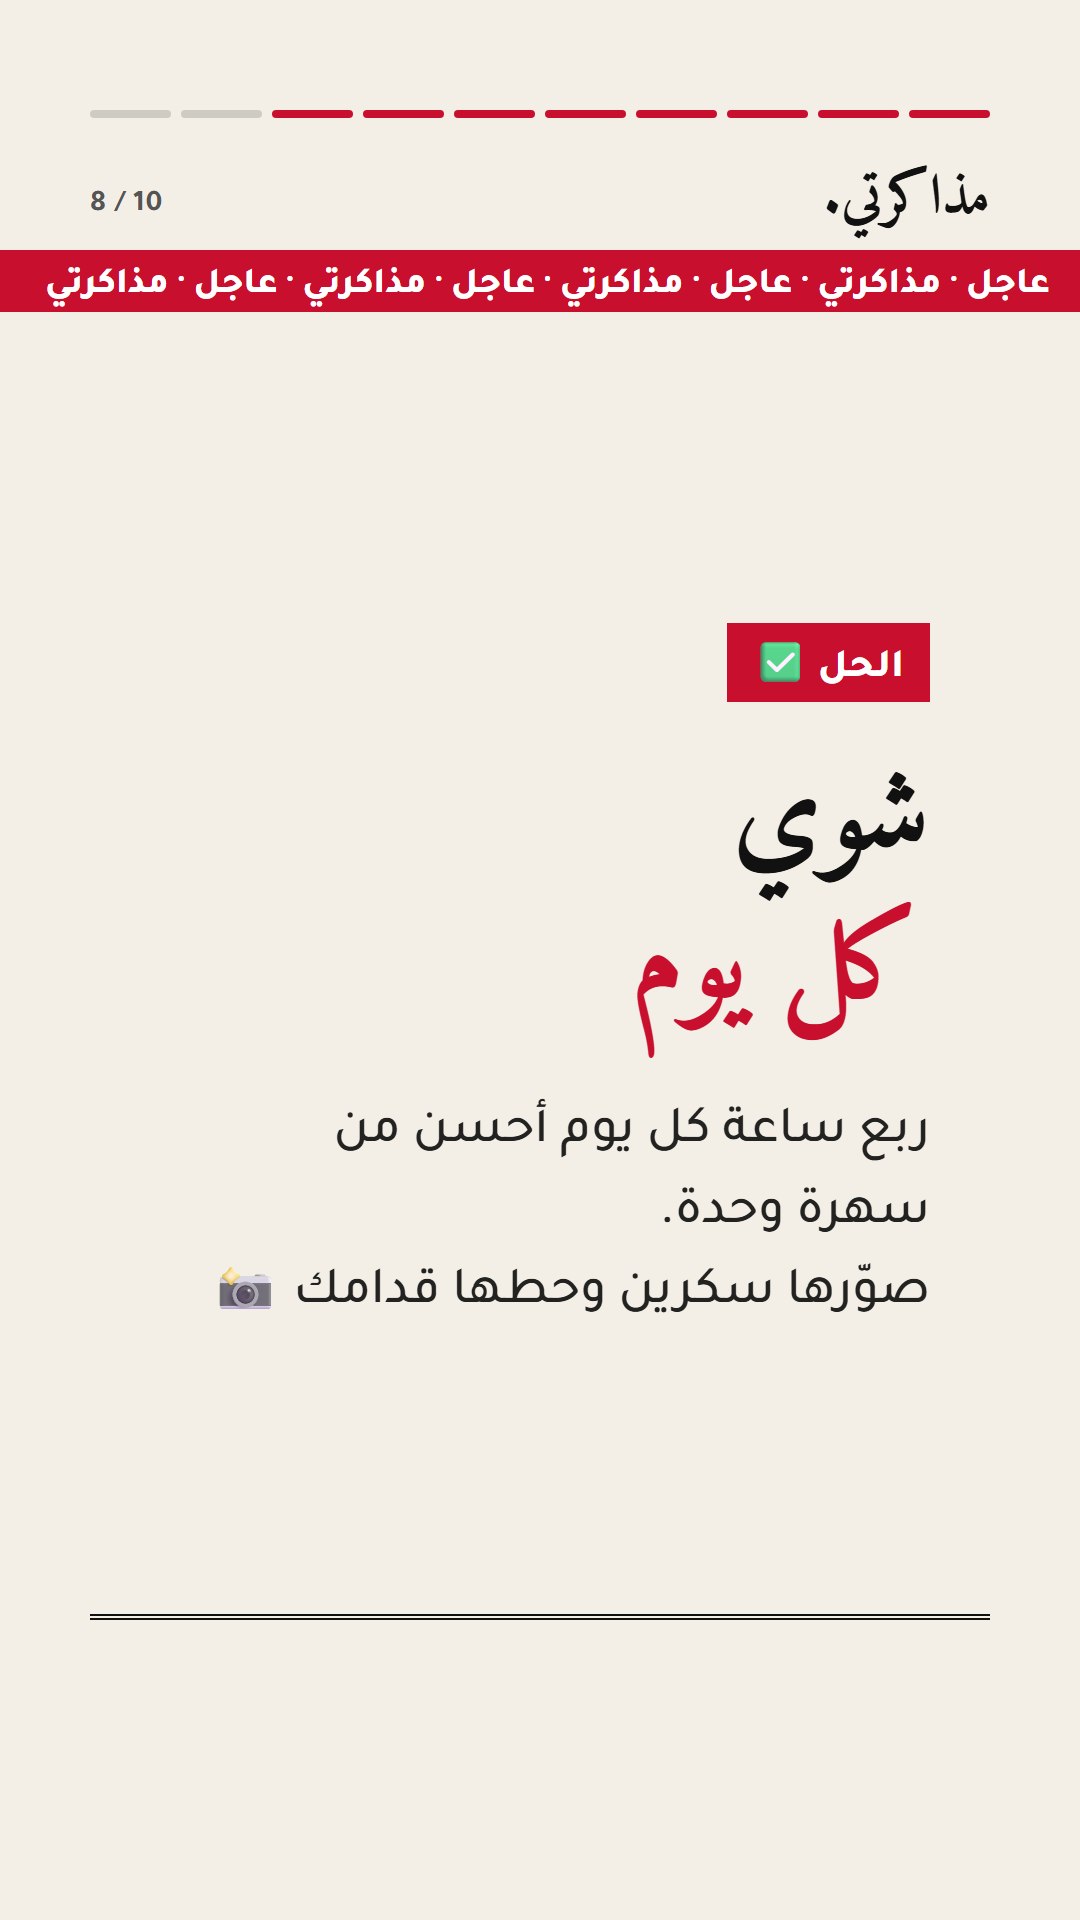 مذاكرتي.
8 / 10
عاجل · مذاكرتي · عاجل · مذاكرتي · عاجل · مذاكرتي · عاجل · مذاكرتي
الحل ✅
شوي
كل يوم
ربع ساعة كل يوم أحسن من
سهرة وحدة.
صوّرها سكرين وحطها قدامك 📸